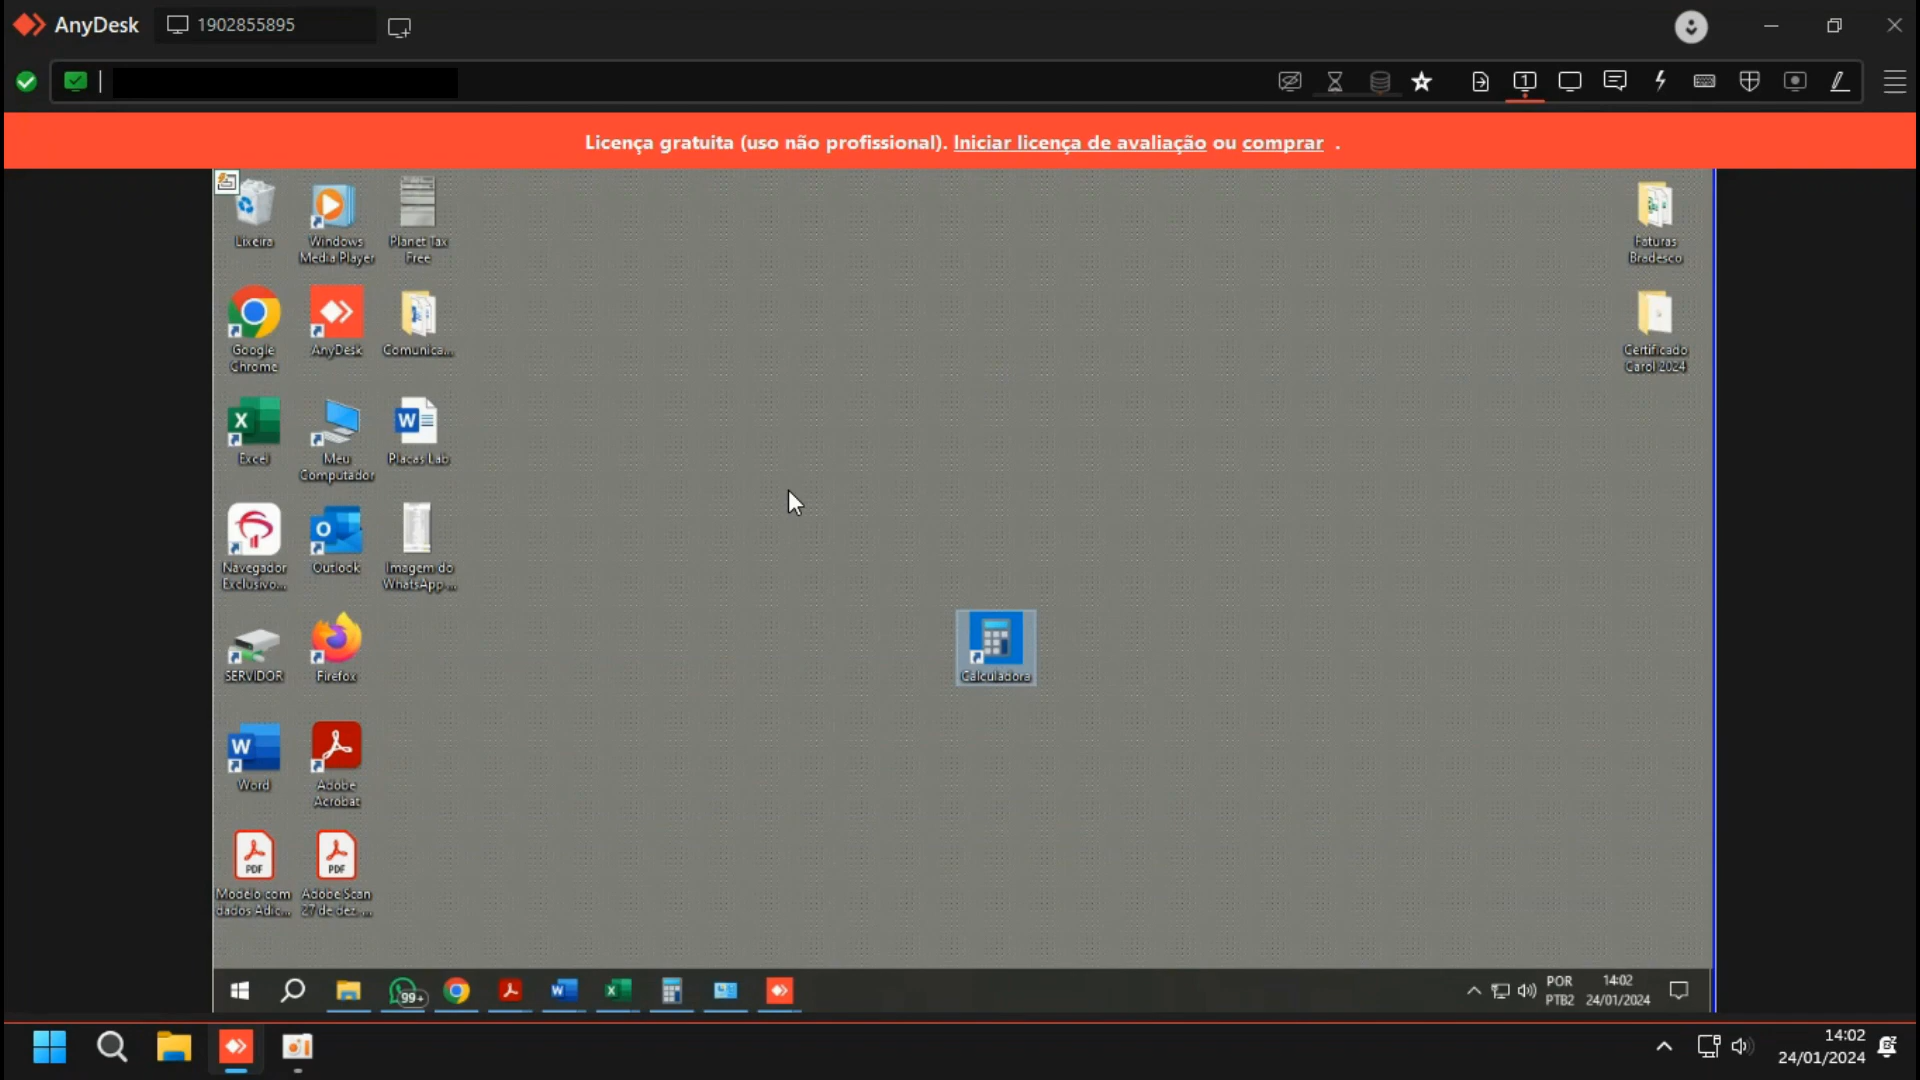 AnyDesk
1902855895
1
Licença gratuita (uso não profissional). Iniciar licença de avaliação ou comprar .
Lixeira
Windows
Media Player
Planet Tax
Free
Faturas
Bradesco
Google
Chrome
AnyDesk
Comunica...
Certificado
Carol 2024
Excel
Meu
Computador
Placas Lab
Navegador
Exclusivo...
Outlook
Imagem do
WhatsApp ...
SERVIDOR
Firefox
Calculadora
Word
Adobe
Acrobat
PDF
PDF
Modelo com
dados Adic...
Adobe Scan
27 de dez. ...
99+
POR
PTB2
14:02
24/01/2024
14:02
24/01/2024